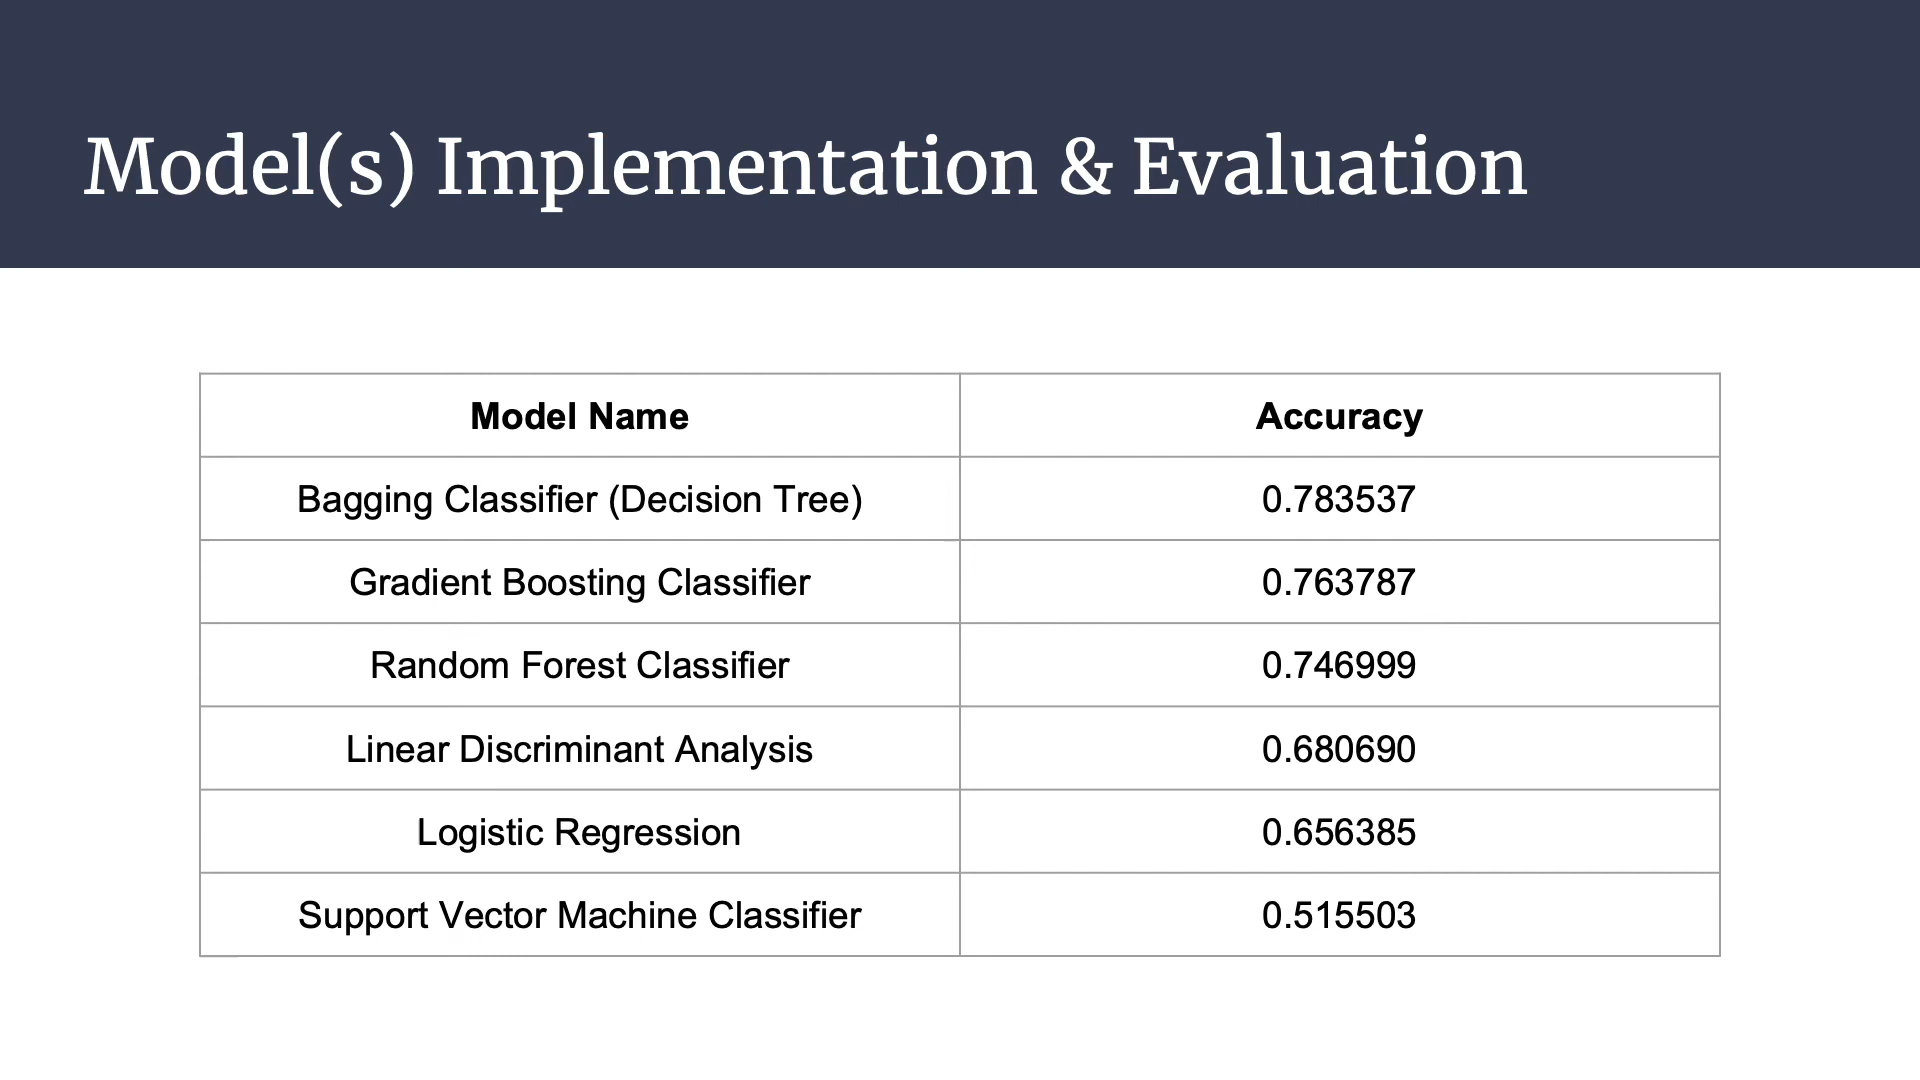 Model(s) Implementation & Evaluation
Model Name Accuracy
Bagging Classifier (Decision Tree) 0.783537
Gradient Boosting Classifier 0.763787
Random Forest Classifier 0.746999
Linear Discriminant Analysis 0.680690
Logistic Regression 0.656385
Support Vector Machine Classifier 0.515503